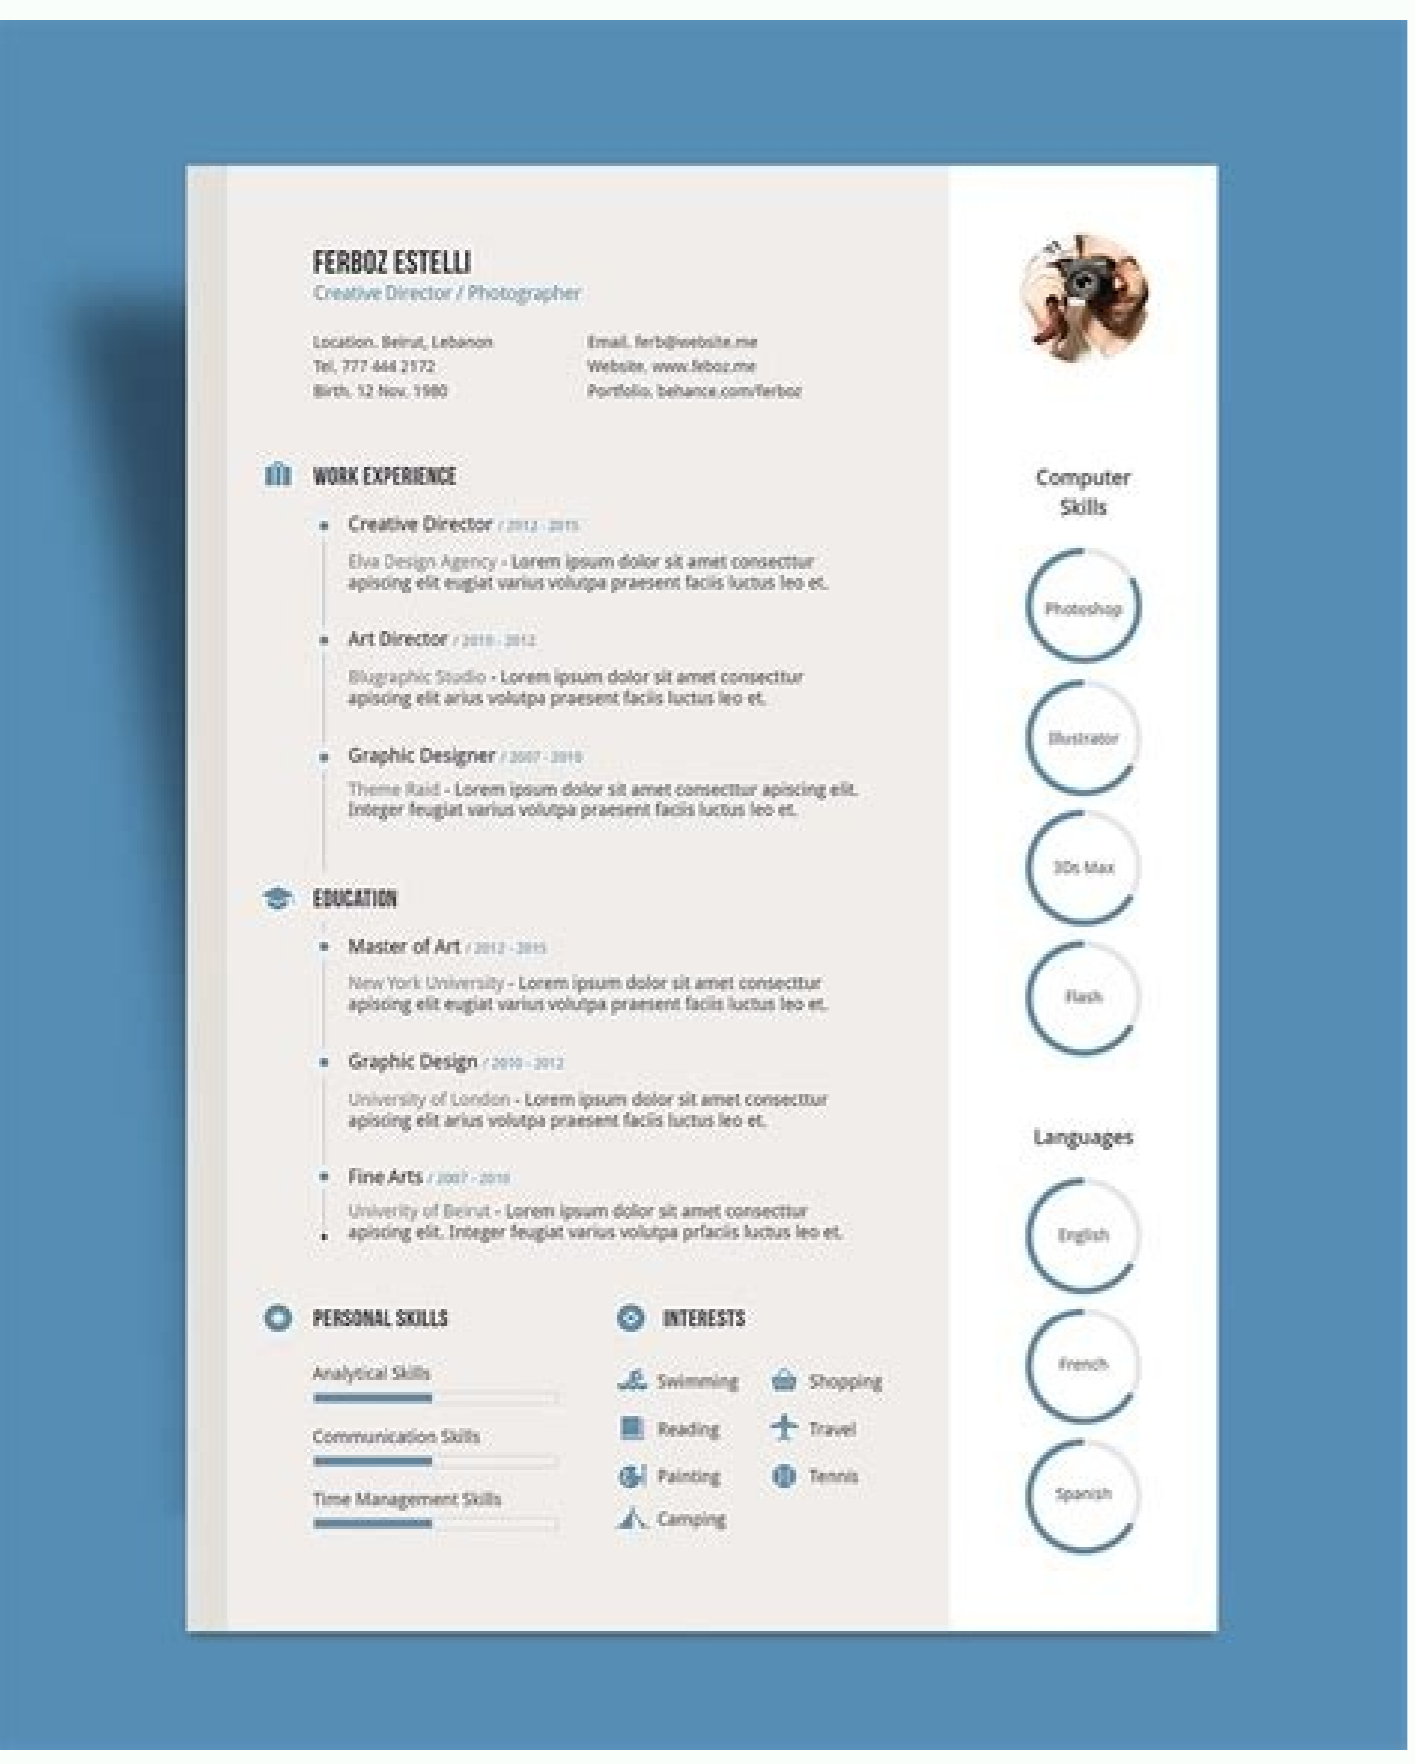 FERBOZ ESTELLI
Creative Director / Photographer
Location. Beirut, Lebanon
Tel. 777 444 2172
Birth. 12 Nov. 1980
Email. ferb@website.me
Website. www.feboz.me
Portfolio. behance.com/ferboz
WORK EXPERIENCE
Creative Director / 2012 - 2015
Elva Design Agency - Lorem ipsum dolor sit amet consecttur
apiscing elit eugiat varius volutpa praesent faciis luctus leo et.
Art Director / 2010 - 2012
Blugraphic Studio - Lorem ipsum dolor sit amet consecttur
apiscing elit arius volutpa praesent faciis luctus leo et.
Graphic Designer / 2007 - 2010
Theme Raid - Lorem ipsum dolor sit amet consecttur apiscing elit.
Integer feugiat varius volutpa praesent faciis luctus leo et.
EDUCATION
Master of Art / 2012 - 2015
New York University - Lorem ipsum dolor sit amet consecttur
apiscing elit eugiat varius volutpa praesent faciis luctus leo et.
Graphic Design / 2010 - 2012
University of London - Lorem ipsum dolor sit amet consecttur
apiscing elit arius volutpa praesent faciis luctus leo et.
Fine Arts / 2007 - 2010
Univerity of Beirut - Lorem ipsum dolor sit amet consecttur
apiscing elit. Integer feugiat varius volutpa prfaciis luctus leo et.
PERSONAL SKILLS
Analytical Skills
Communication Skills
Time Management Skills
INTERESTS
Swimming
Shopping
Reading
Travel
Painting
Tennis
Camping
Computer
Skills
Photoshop
Illustrator
3Ds Max
Flash
Languages
English
French
Spanish